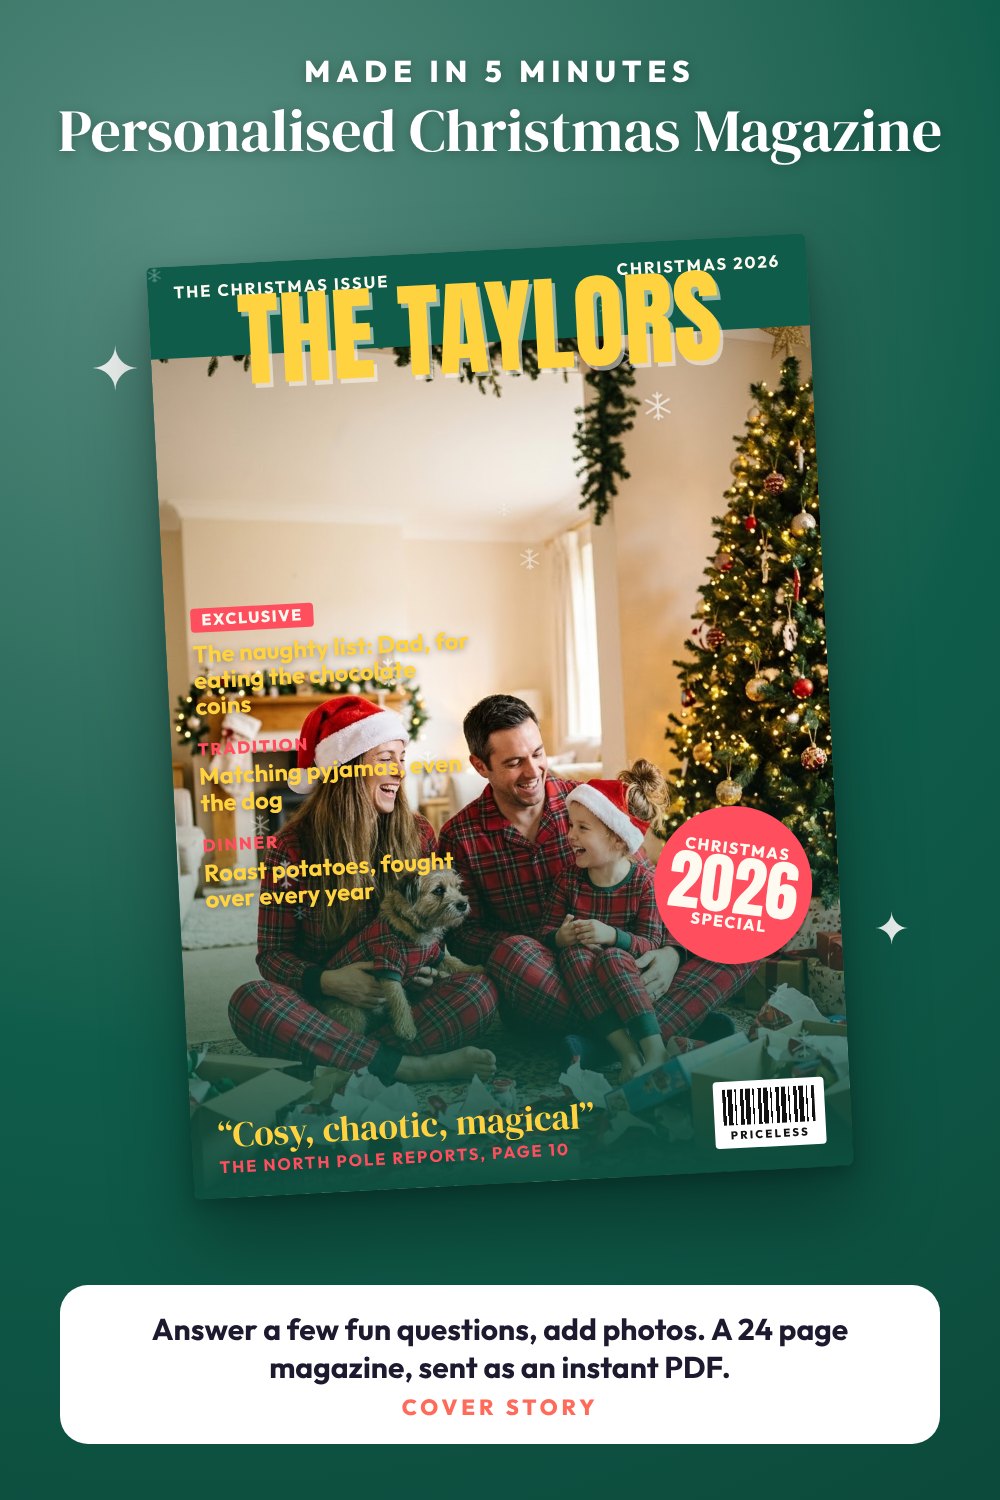 MADE IN 5 MINUTES
Personalised Christmas Magazine
THE CHRISTMAS ISSUE
CHRISTMAS 2026
THE TAYLORS
EXCLUSIVE
The naughty list: Dad, for
eating the chocolate
coins
TRADITION
Matching pyjamas, even
the dog
DINNER
Roast potatoes, fought
over every year
CHRISTMAS
2026
SPECIAL
“Cosy, chaotic, magical”
THE NORTH POLE REPORTS, PAGE 10
PRICELESS
Answer a few fun questions, add photos. A 24 page
magazine, sent as an instant PDF.
COVER STORY